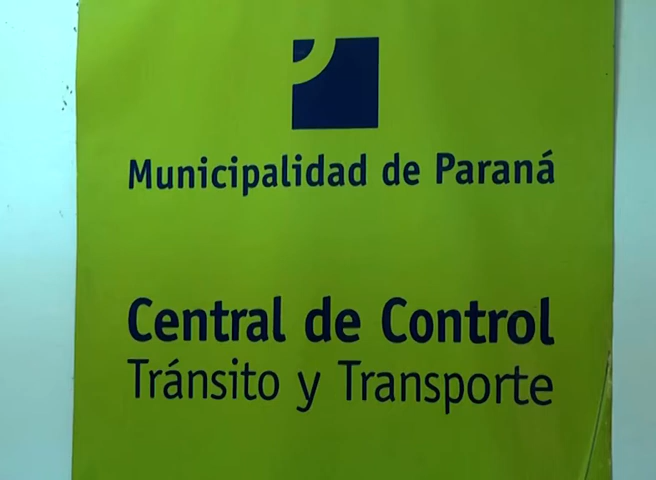 Municipalidad de Paraná
Central de Control
Tránsito y Transporte